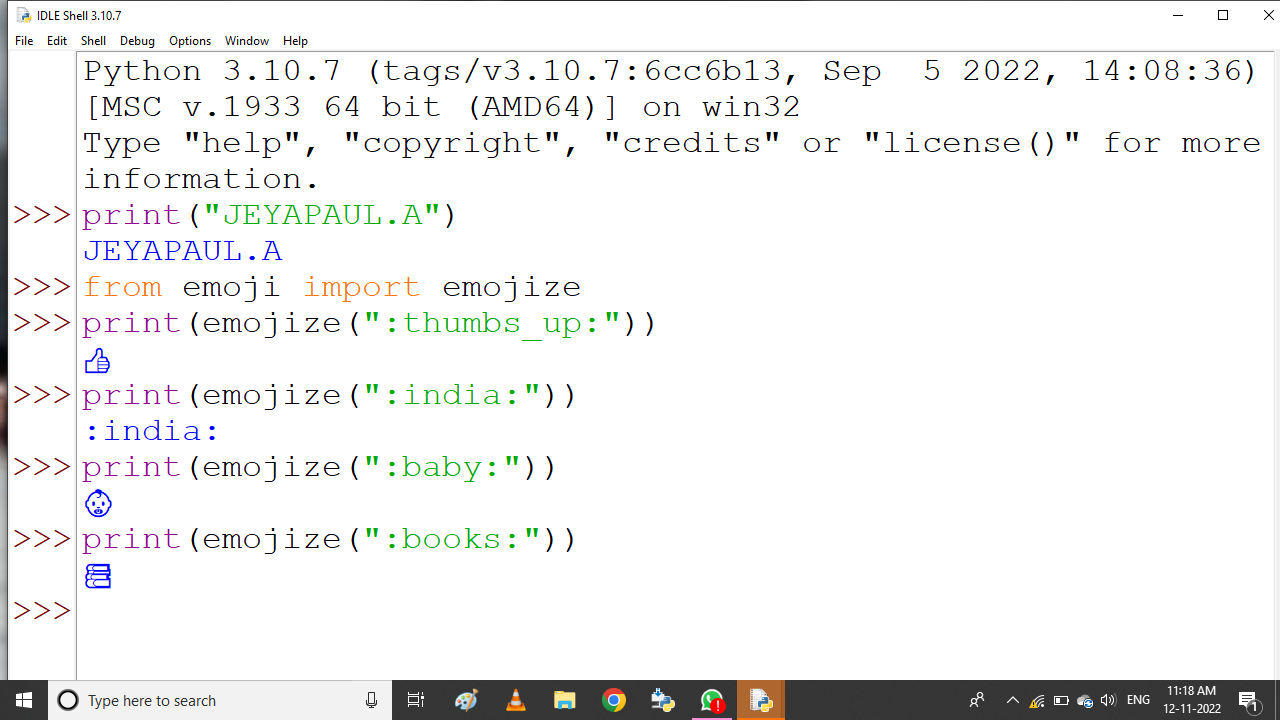 IDLE Shell 3.10.7
File Edit Shell Debug Options Window Help
Python 3.10.7 (tags/v3.10.7:6cc6b13, Sep  5 2022, 14:08:36)
[MSC v.1933 64 bit (AMD64)] on win32
Type "help", "copyright", "credits" or "license()" for more
information.
>>> print("JEYAPAUL.A")
JEYAPAUL.A
>>> from emoji import emojize
>>> print(emojize(":thumbs_up:"))
👍
>>> print(emojize(":india:"))
:india:
>>> print(emojize(":baby:"))
👶
>>> print(emojize(":books:"))
📚
>>>
Type here to search
ENG
11:18 AM
12-11-2022
1